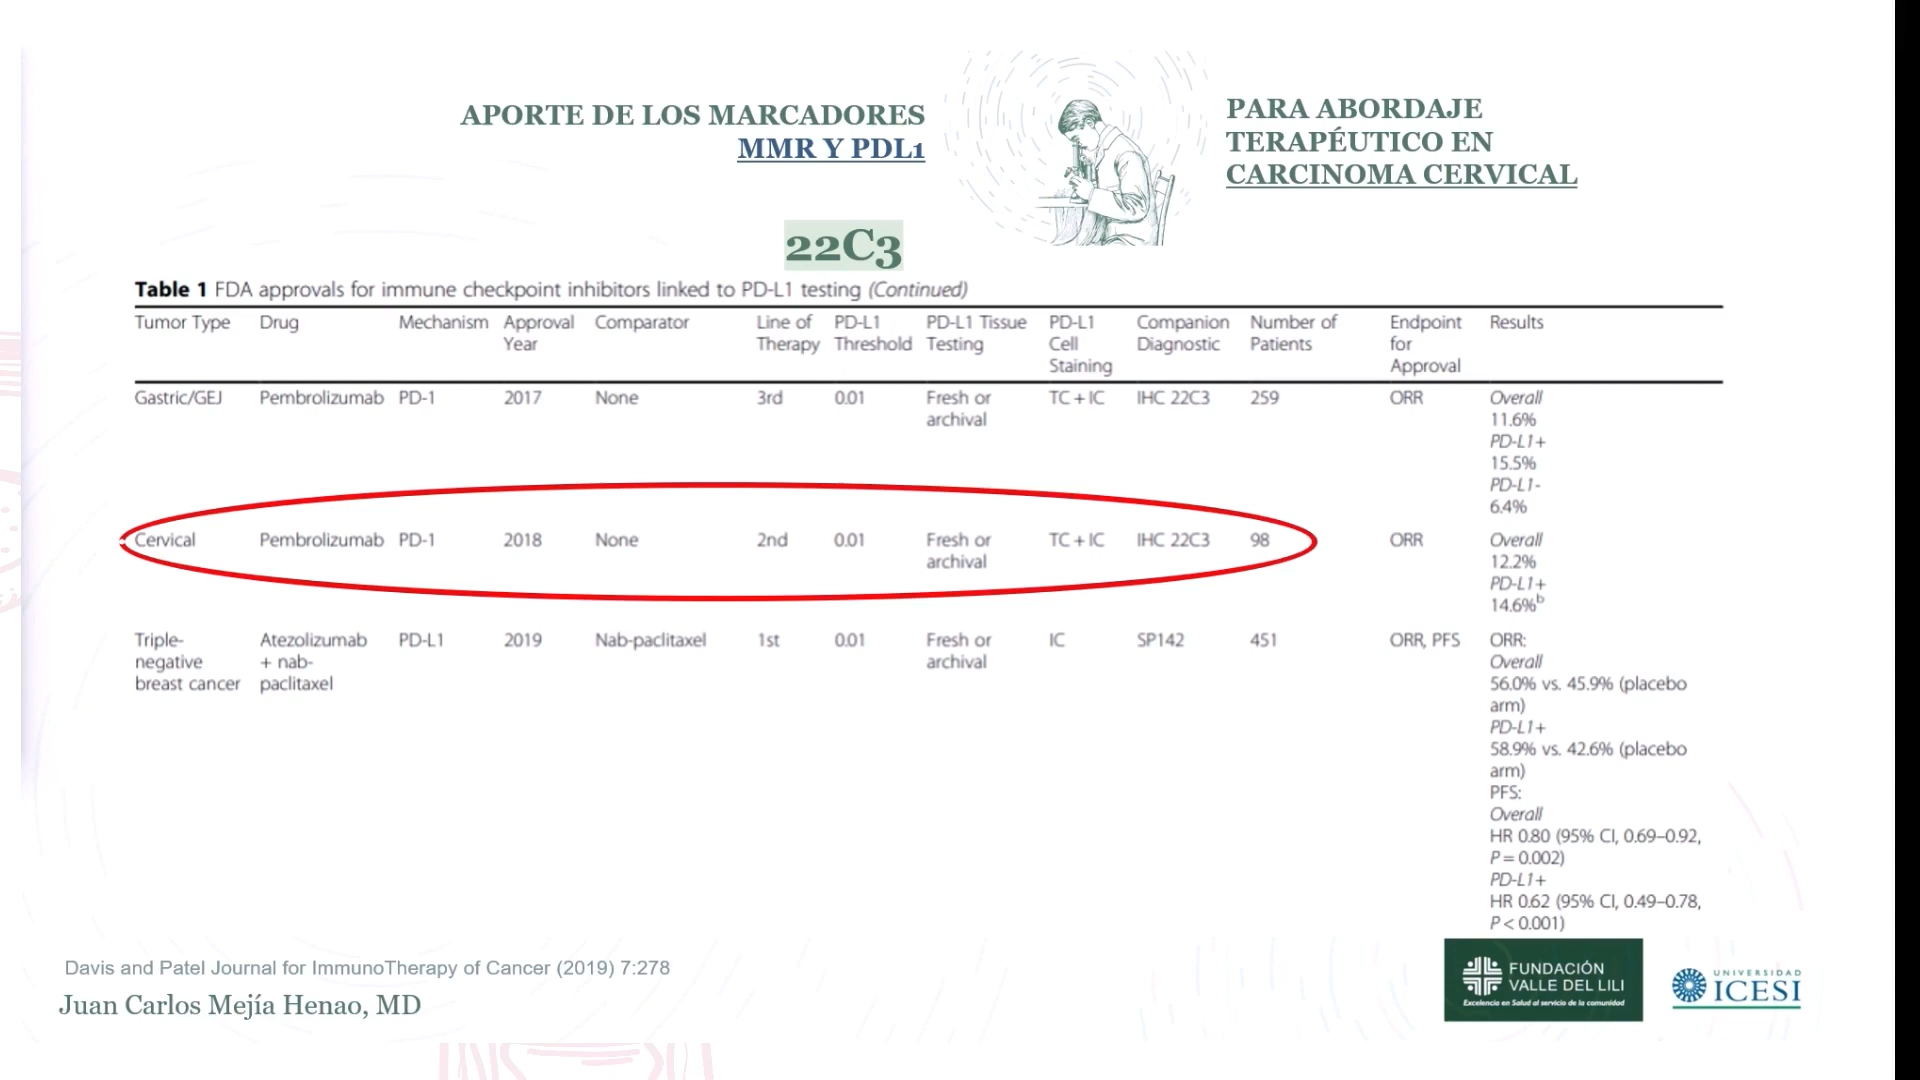 APORTE DE LOS MARCADORES
MMR Y PDL1
PARA ABORDAJE
TERAPÉUTICO EN
CARCINOMA CERVICAL
22C3
Table 1 FDA approvals for immune checkpoint inhibitors linked to PD-L1 testing (Continued)
Tumor Type Drug Mechanism Approval Year Comparator Line of Therapy PD-L1 Threshold PD-L1 Tissue Testing PD-L1 Cell Staining Companion Diagnostic Number of Patients Endpoint for Approval Results
Gastric/GEJ Pembrolizumab PD-1 2017 None 3rd 0.01 Fresh or archival TC + IC IHC 22C3 259 ORR Overall
11.6%
PD-L1+
15.5%
PD-L1-
6.4%
Cervical Pembrolizumab PD-1 2018 None 2nd 0.01 Fresh or archival TC + IC IHC 22C3 98 ORR Overall
12.2%
PD-L1+
14.6%b
Triple-negative breast cancer Atezolizumab + nab-paclitaxel PD-L1 2019 Nab-paclitaxel 1st 0.01 Fresh or archival IC SP142 451 ORR, PFS ORR:
Overall
56.0% vs. 45.9% (placebo
arm)
PD-L1+
58.9% vs. 42.6% (placebo
arm)
PFS:
Overall
HR 0.80 (95% CI, 0.69–0.92,
P = 0.002)
PD-L1+
HR 0.62 (95% CI, 0.49–0.78,
P < 0.001)
Davis and Patel Journal for ImmunoTherapy of Cancer (2019) 7:278
Juan Carlos Mejía Henao, MD
FUNDACIÓN
VALLE DEL LILI
Excelencia en Salud al servicio de la comunidad
UNIVERSIDAD
ICESI